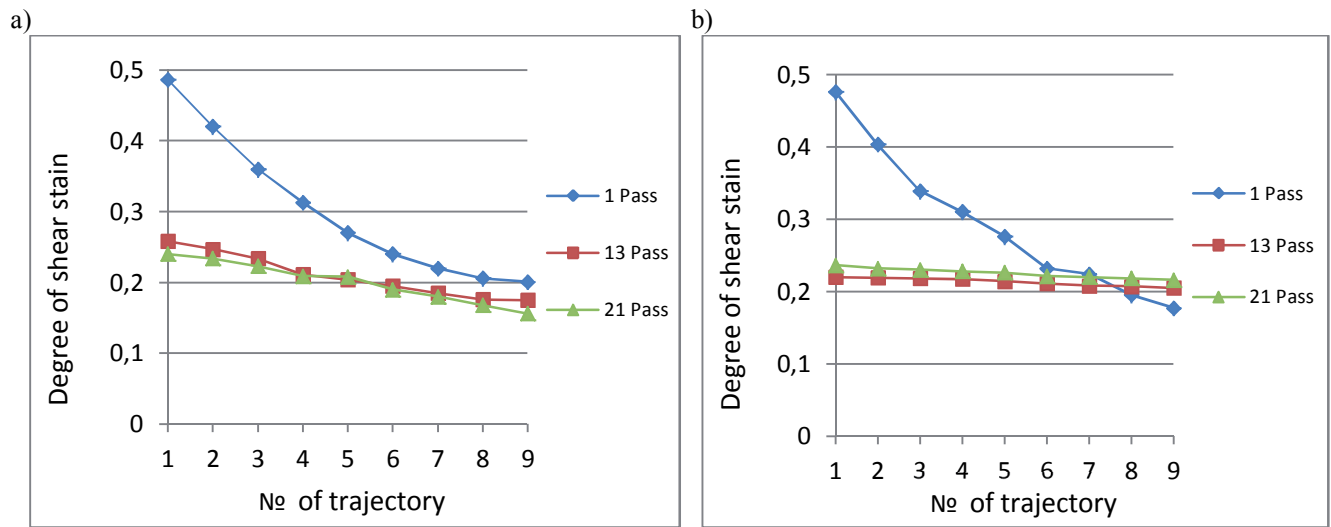 a)
0,5
0,4
0,3
0,2
0,1
0
Degree of shear stain
1 2 3 4 5 6 7 8 9
№ of trajectory
1 Pass
13 Pass
21 Pass
b)
0,5
0,4
0,3
0,2
0,1
0
Degree of shear stain
1 2 3 4 5 6 7 8 9
№ of trajectory
1 Pass
13 Pass
21 Pass